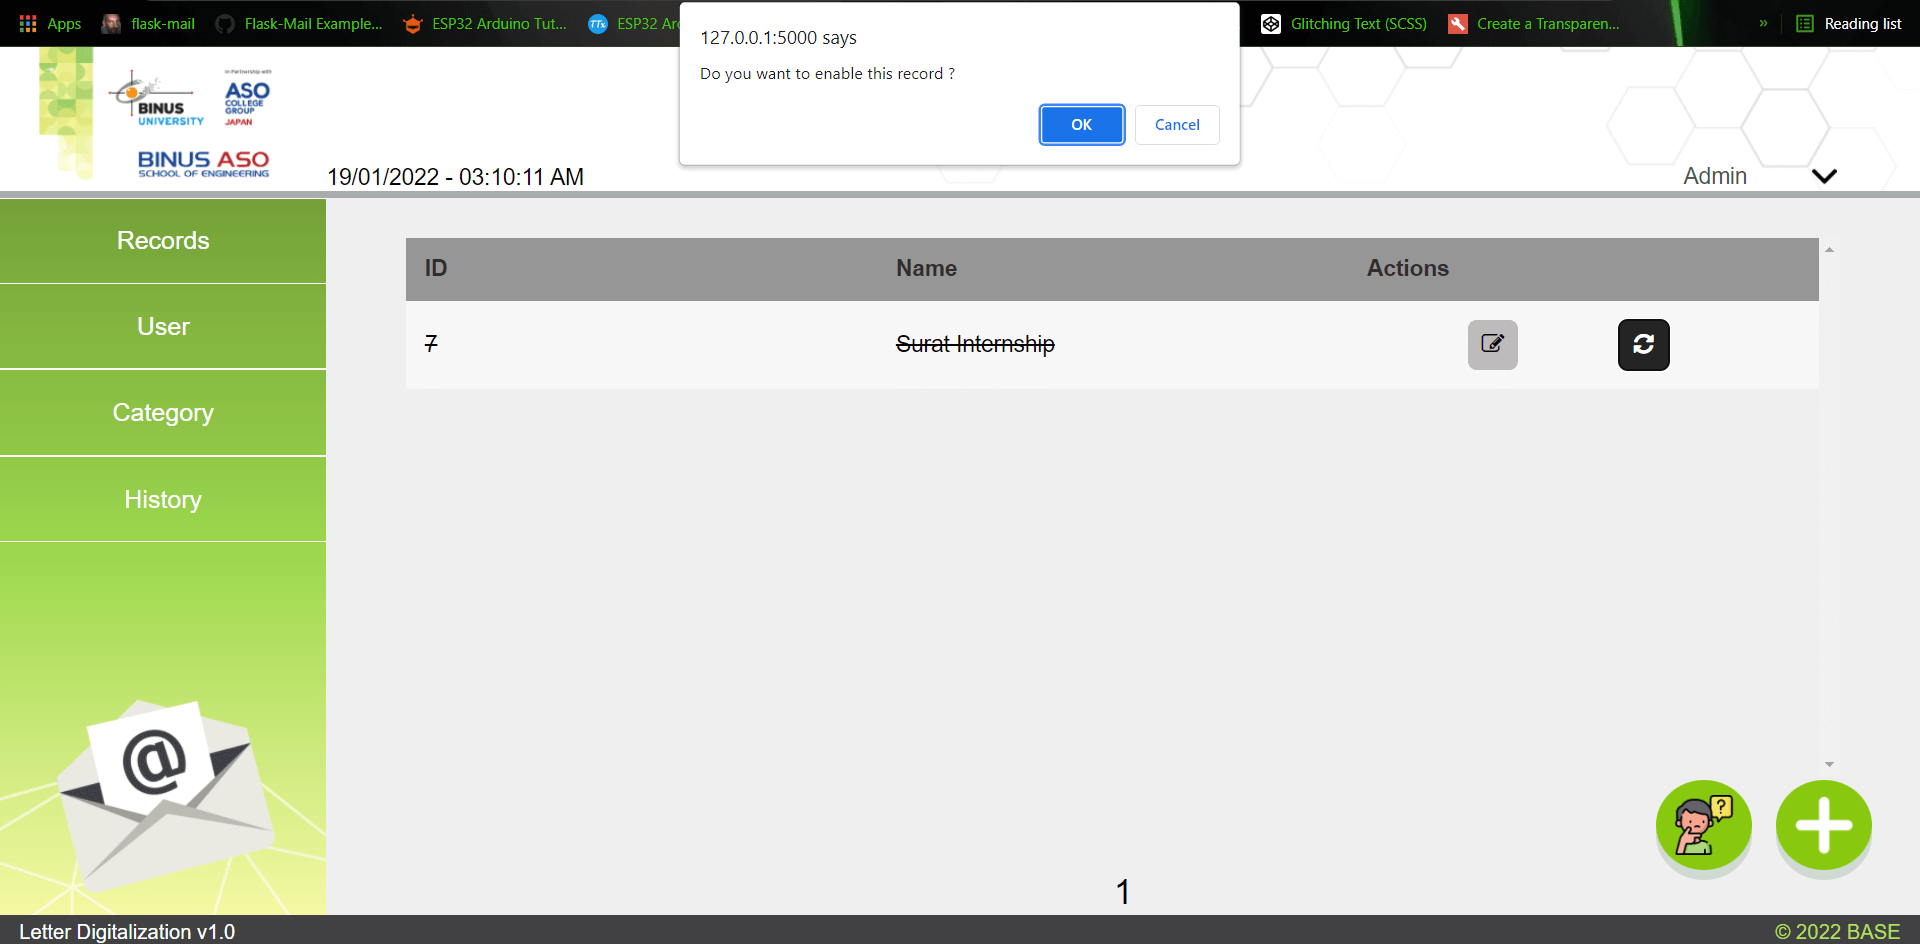 Apps flask-mail Flask-Mail Example... ESP32 Arduino Tut... TTx ESP32 Ar Glitching Text (SCSS) Create a Transparen... » Reading list
127.0.0.1:5000 says
Do you want to enable this record ?
OK Cancel
In Partnership with
BINUS UNIVERSITY
ASO COLLEGE GROUP JAPAN
BINUS ASO
SCHOOL OF ENGINEERING
19/01/2022 - 03:10:11 AM
Admin
Records
User
Category
History
ID Name Actions
7 Surat Internship
@
?
1
Letter Digitalization v1.0
© 2022 BASE